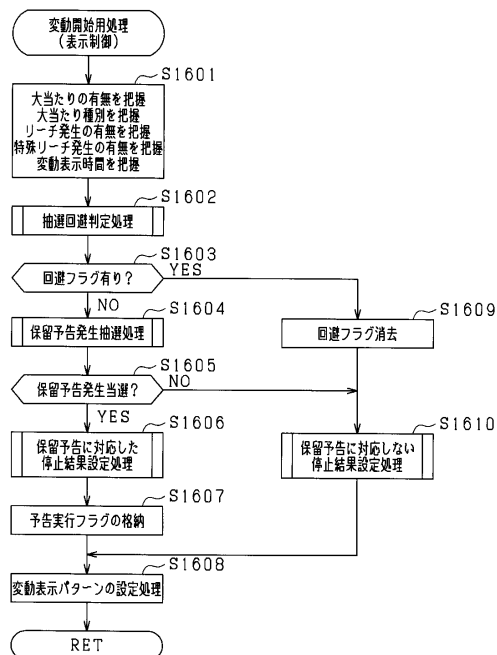 変動開始用処理
(表示制御)
S1601
大当たりの有無を把握
大当たり種別を把握
リーチ発生の有無を把握
特殊リーチ発生の有無を把握
変動表示時間を把握
S1602
抽選回避判定処理
S1603
回避フラグ有り?
YES
NO
S1604
保留予告発生抽選処理
S1609
回避フラグ消去
S1605
保留予告発生当選?
NO
YES
S1606
保留予告に対応した
停止結果設定処理
S1610
保留予告に対応しない
停止結果設定処理
S1607
予告実行フラグの格納
S1608
変動表示パターンの設定処理
RET